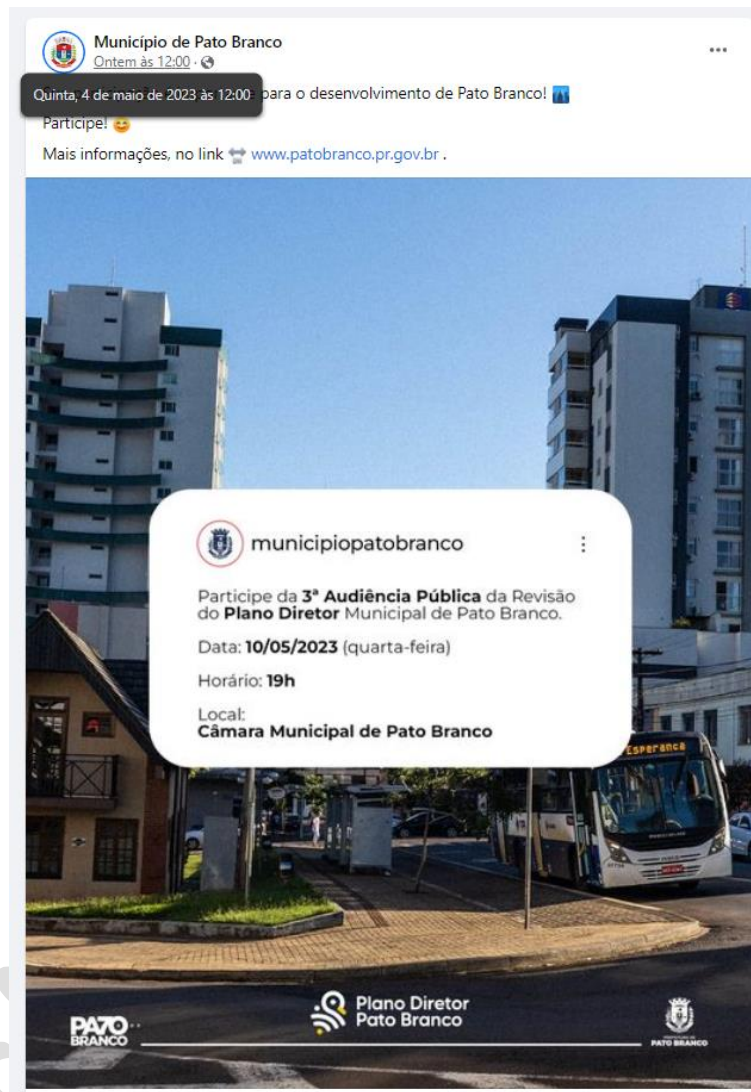 Município de Pato Branco
Ontem às 12:00
Quinta, 4 de maio de 2023 às 12:00 para o desenvolvimento de Pato Branco!
Participe!
Mais informações, no link www.patobranco.pr.gov.br .
municipiopatobranco
Participe da 3ª Audiência Pública da Revisão
do Plano Diretor Municipal de Pato Branco.
Data: 10/05/2023 (quarta-feira)
Horário: 19h
Local:
Câmara Municipal de Pato Branco
Esperança
PATO
BRANCO
Plano Diretor
Pato Branco
PATO BRANCO